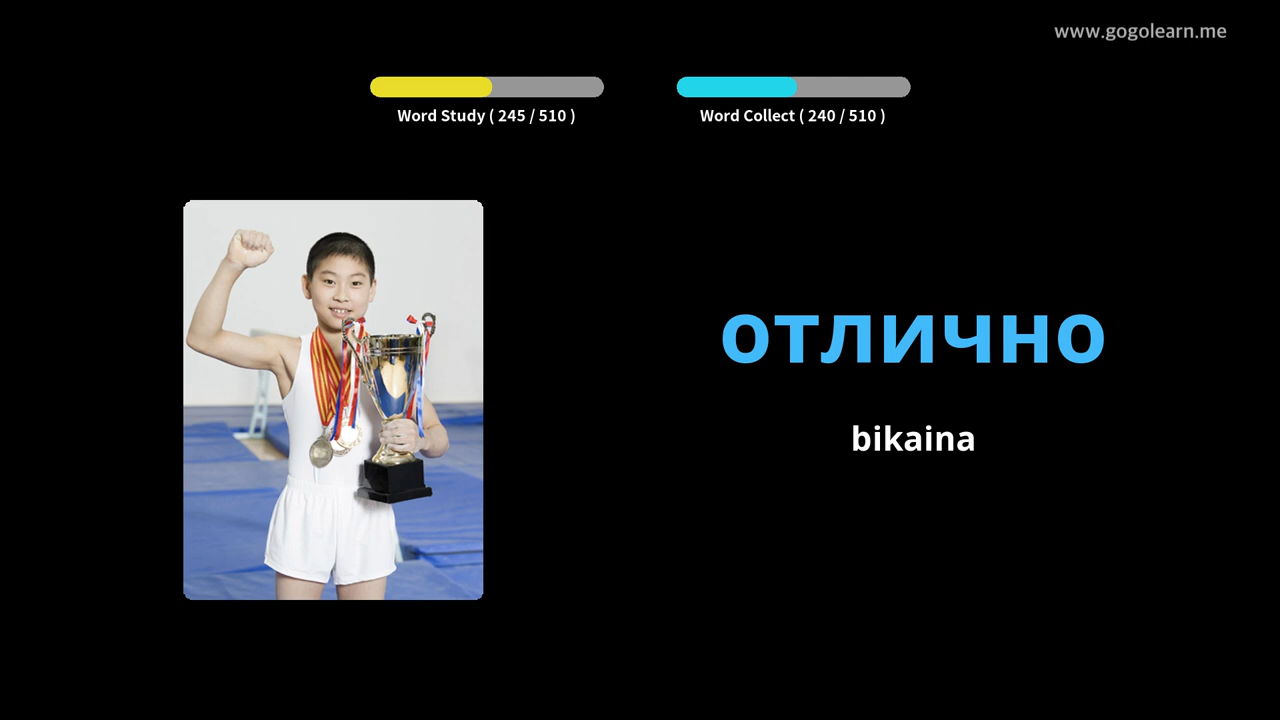 www.gogolearn.me
Word Study ( 245 / 510 )
Word Collect ( 240 / 510 )
отлично
bikaina